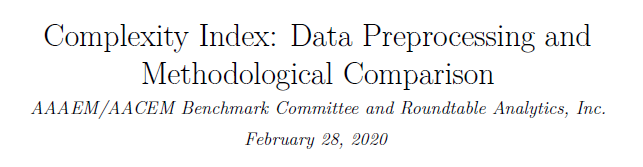 Complexity Index: Data Preprocessing and
Methodological Comparison
AAAEM/AACEM Benchmark Committee and Roundtable Analytics, Inc.
February 28, 2020